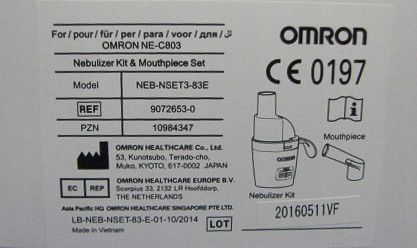 For / pour / für / per / para / voor / для / ل
OMRON NE-C803
Nebulizer Kit & Mouthpiece Set
Model NEB-NSET3-83E
REF 9072653-0
PZN 10984347
OMRON HEALTHCARE Co., Ltd.
53, Kunotsubo, Terado-cho,
Muko, KYOTO, 617-0002 JAPAN
EC REP OMRON HEALTHCARE EUROPE B.V.
Scorpius 33, 2132 LR Hoofddorp,
THE NETHERLANDS
Asia Pacific HQ OMRON HEALTHCARE SINGAPORE PTE LTD.
LB-NEB-NSET-83-E-01-10/2014
Made in Vietnam
LOT
OMRON
CE 0197
i
Mouthpiece
Nebulizer Kit
20160511VF